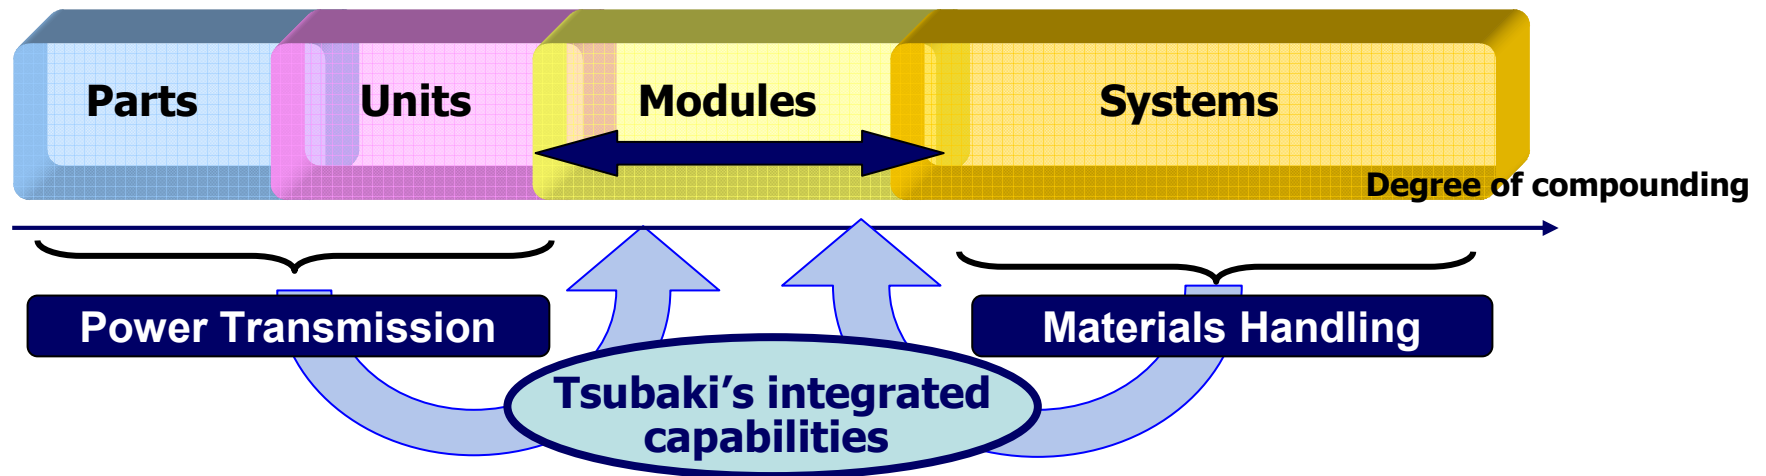 Parts
Units
Modules
Systems
Degree of compounding
Power Transmission
Materials Handling
Tsubaki’s integrated
capabilities